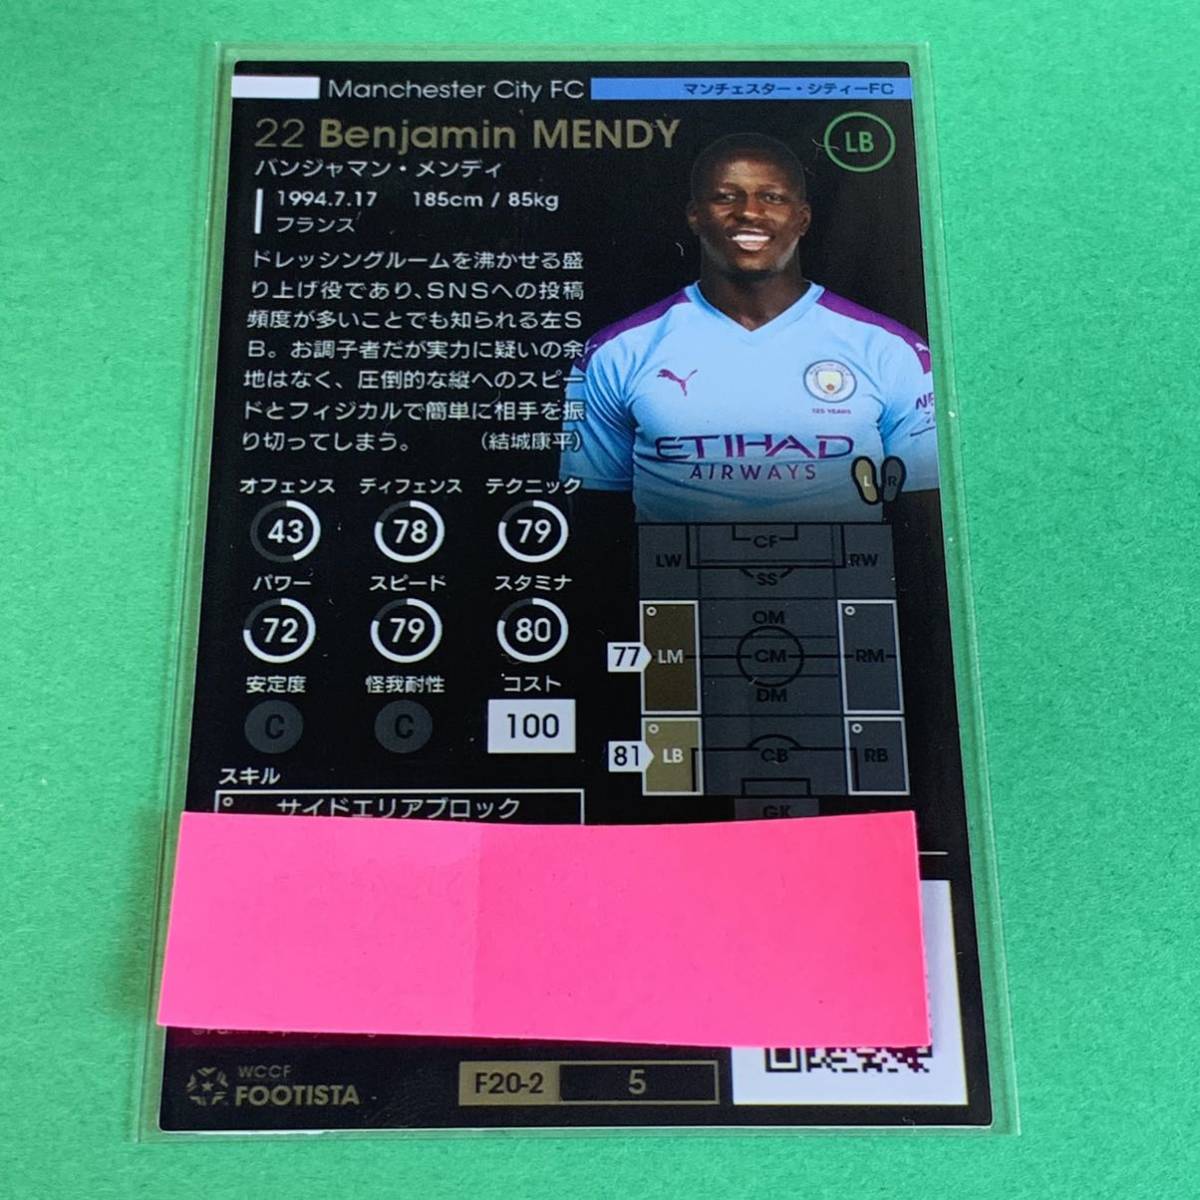 Manchester City FC
マンチェスター・シティーFC
22 Benjamin MENDY
LB
バンジャマン・メンディ
1994.7.17 185cm / 85kg
フランス
ドレッシングルームを沸かせる盛
り上げ役であり、SNSへの投稿
頻度が多いことでも知られる左S
B。お調子者だが実力に疑いの余
地はなく、圧倒的な縦へのスピー
ドとフィジカルで簡単に相手を振
り切ってしまう。 （結城康平）
125 YEARS
ETIHAD
AIRWAYS
L R
オフェンス ディフェンス テクニック
43 78 79
パワー スピード スタミナ
72 79 80
安定度 怪我耐性 コスト
C C 100
CF
LW RW
SS
OM
77 LM CM RM
DM
81 LB CB RB
GK
スキル
サイドエリアブロック
WCCF
FOOTISTA
F20-2 5